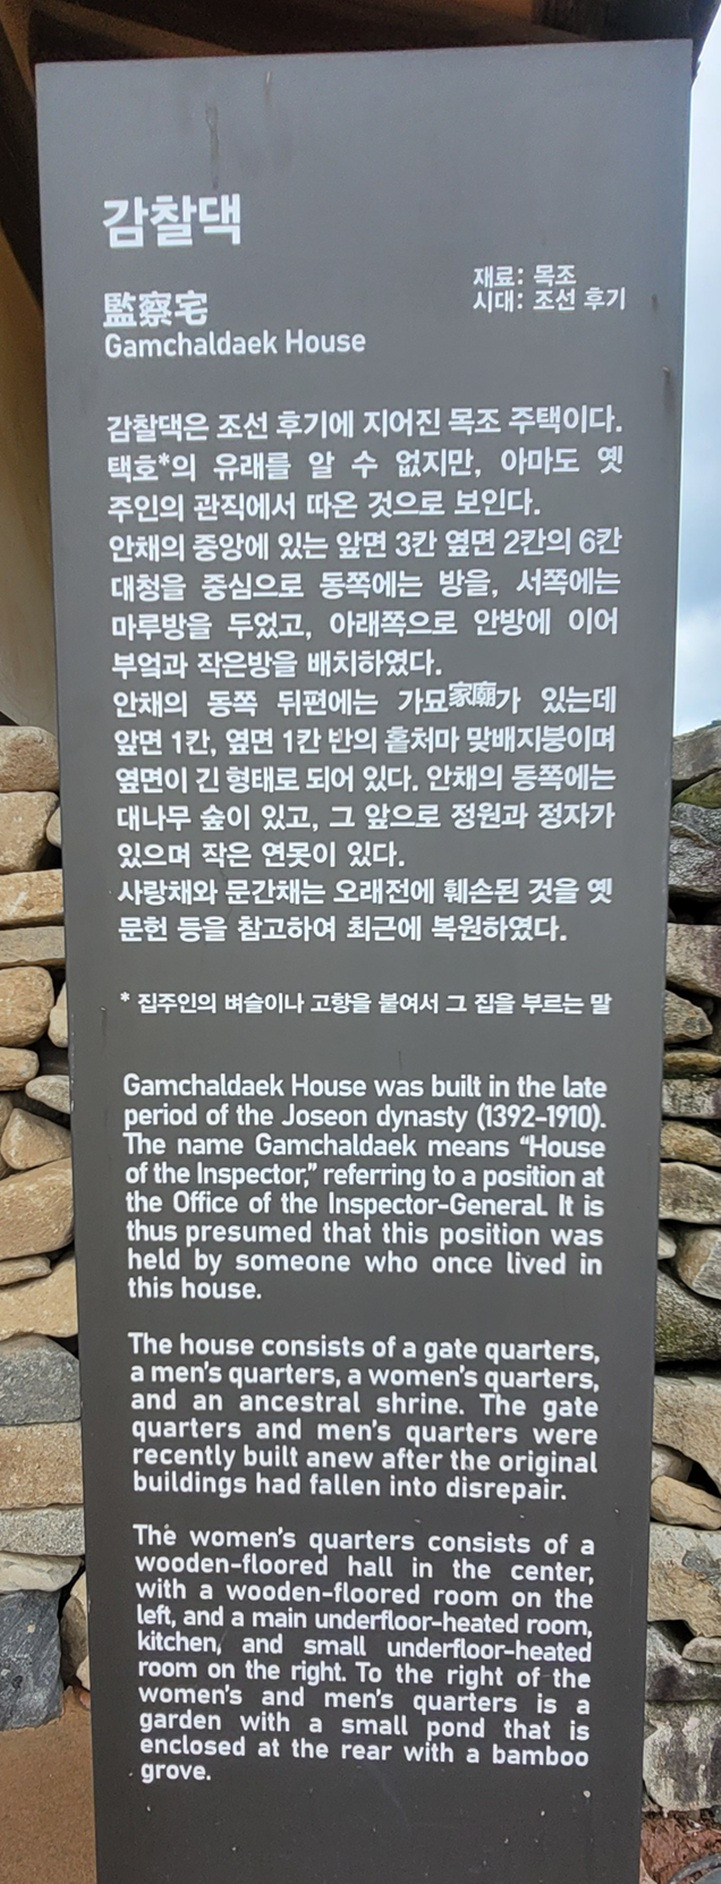 감찰댁
監察宅
Gamchaldaek House
재료: 목조
시대: 조선 후기
감찰댁은 조선 후기에 지어진 목조 주택이다.
택호*의 유래를 알 수 없지만, 아마도 옛
주인의 관직에서 따온 것으로 보인다.
안채의 중앙에 있는 앞면 3칸 옆면 2칸의 6칸
대청을 중심으로 동쪽에는 방을, 서쪽에는
마루방을 두었고, 아래쪽으로 안방에 이어
부엌과 작은방을 배치하였다.
안채의 동쪽 뒤편에는 가묘家廟가 있는데
앞면 1칸, 옆면 1칸 반의 홑처마 맞배지붕이며
옆면이 긴 형태로 되어 있다. 안채의 동쪽에는
대나무 숲이 있고, 그 앞으로 정원과 정자가
있으며 작은 연못이 있다.
사랑채와 문간채는 오래전에 훼손된 것을 옛
문헌 등을 참고하여 최근에 복원하였다.
* 집주인의 벼슬이나 고향을 붙여서 그 집을 부르는 말
Gamchaldaek House was built in the late
period of the Joseon dynasty (1392-1910).
The name Gamchaldaek means “House
of the Inspector,” referring to a position at
the Office of the Inspector-General. It is
thus presumed that this position was
held by someone who once lived in
this house.
The house consists of a gate quarters,
a men's quarters, a women's quarters,
and an ancestral shrine. The gate
quarters and men's quarters were
recently built anew after the original
buildings had fallen into disrepair.
The women's quarters consists of a
wooden-floored hall in the center,
with a wooden-floored room on the
left, and a main underfloor-heated room,
kitchen, and small underfloor-heated
room on the right. To the right of the
women's and men's quarters is a
garden with a small pond that is
enclosed at the rear with a bamboo
grove.